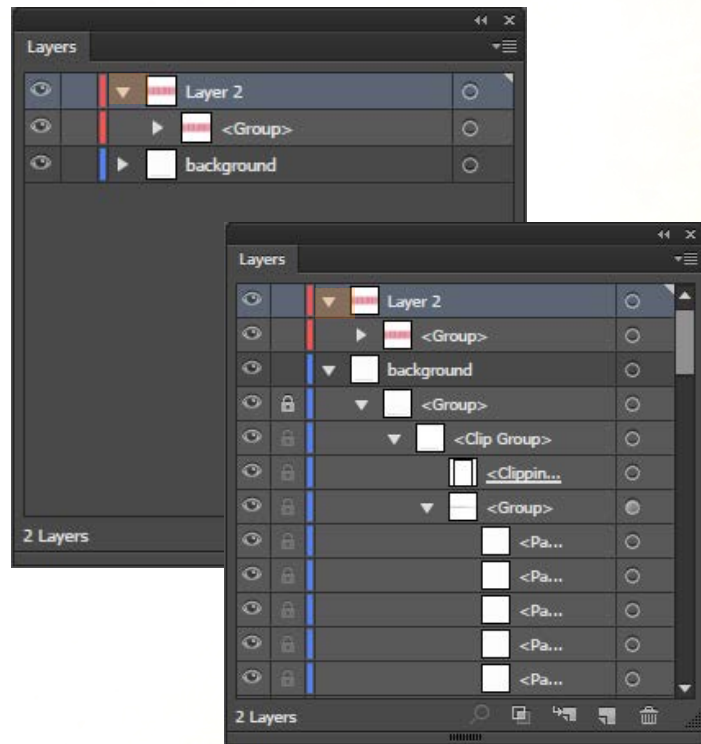 Layers
Layer 2
<Group>
background
2 Layers
Layers
Layer 2
<Group>
background
<Group>
<Clip Group>
<Clippin...
<Group>
<Pa...
<Pa...
<Pa...
<Pa...
<Pa...
2 Layers